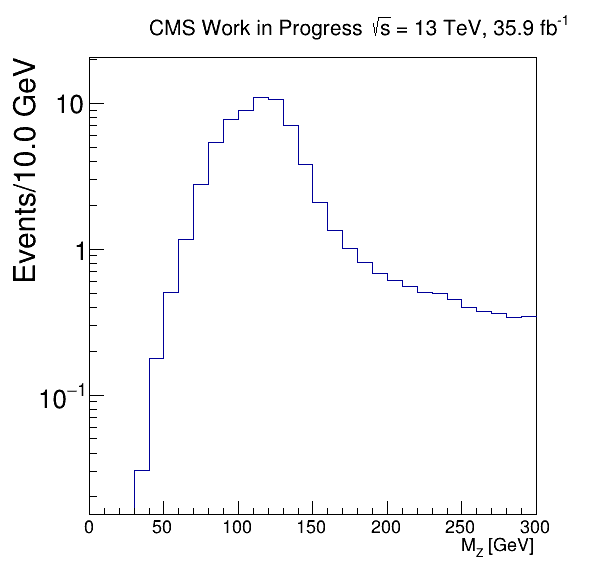 CMS Work in Progress √s = 13 TeV, 35.9 fb⁻¹
Events/10.0 GeV
10
1
10⁻¹
0 50 100 150 200 250 300
M_Z [GeV]